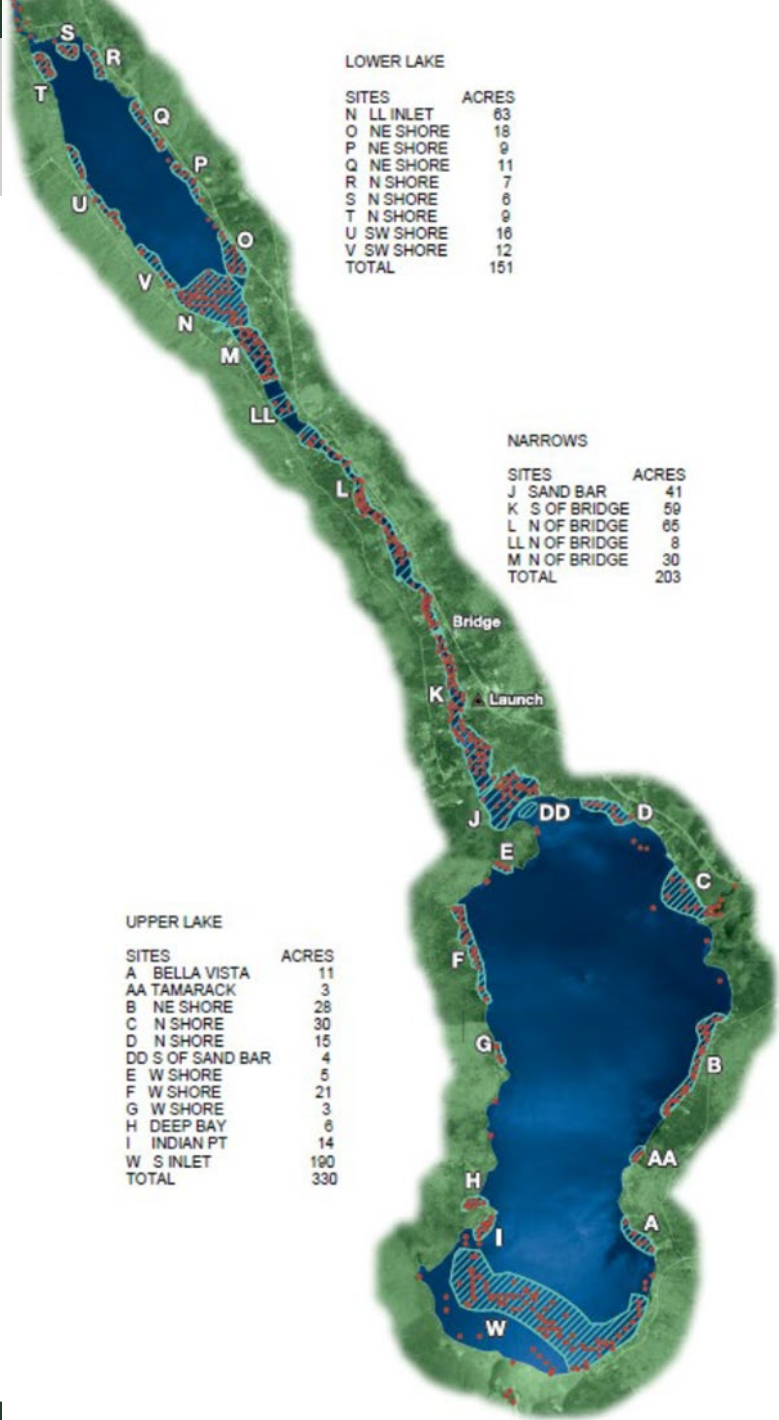 S
R
T
Q
P
U
O
V
N
M
LL
L
Bridge
K
Launch
J
DD
D
E
C
F
G
B
AA
H
A
I
W
LOWER LAKE
SITES ACRES
N LL INLET 63
O NE SHORE 18
P NE SHORE 9
Q NE SHORE 11
R N SHORE 7
S N SHORE 6
T N SHORE 9
U SW SHORE 16
V SW SHORE 12
TOTAL 151
NARROWS
SITES ACRES
J SAND BAR 41
K S OF BRIDGE 59
L N OF BRIDGE 65
LL N OF BRIDGE 8
M N OF BRIDGE 30
TOTAL 203
UPPER LAKE
SITES ACRES
A BELLA VISTA 11
AA TAMARACK 3
B NE SHORE 28
C N SHORE 30
D N SHORE 15
DD S OF SAND BAR 4
E W SHORE 5
F W SHORE 21
G W SHORE 3
H DEEP BAY 6
I INDIAN PT 14
W S INLET 190
TOTAL 330